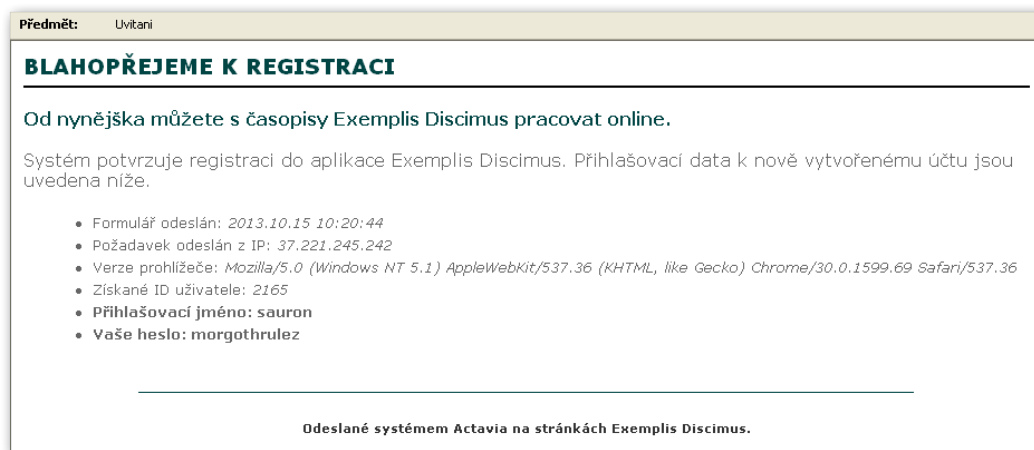 Předmět: Uvitani
BLAHOPŘEJEME K REGISTRACI
Od nynějška můžete s časopisy Exemplis Discimus pracovat online.
Systém potvrzuje registraci do aplikace Exemplis Discimus. Přihlašovací data k nově vytvořenému účtu jsou
uvedena níže.
• Formulář odeslán: 2013.10.15 10:20:44
• Požadavek odeslán z IP: 37.221.245.242
• Verze prohlížeče: Mozilla/5.0 (Windows NT 5.1) AppleWebKit/537.36 (KHTML, like Gecko) Chrome/30.0.1599.69 Safari/537.36
• Získané ID uživatele: 2165
• Přihlašovací jméno: sauron
• Vaše heslo: morgothrulez
Odeslané systémem Actavia na stránkách Exemplis Discimus.